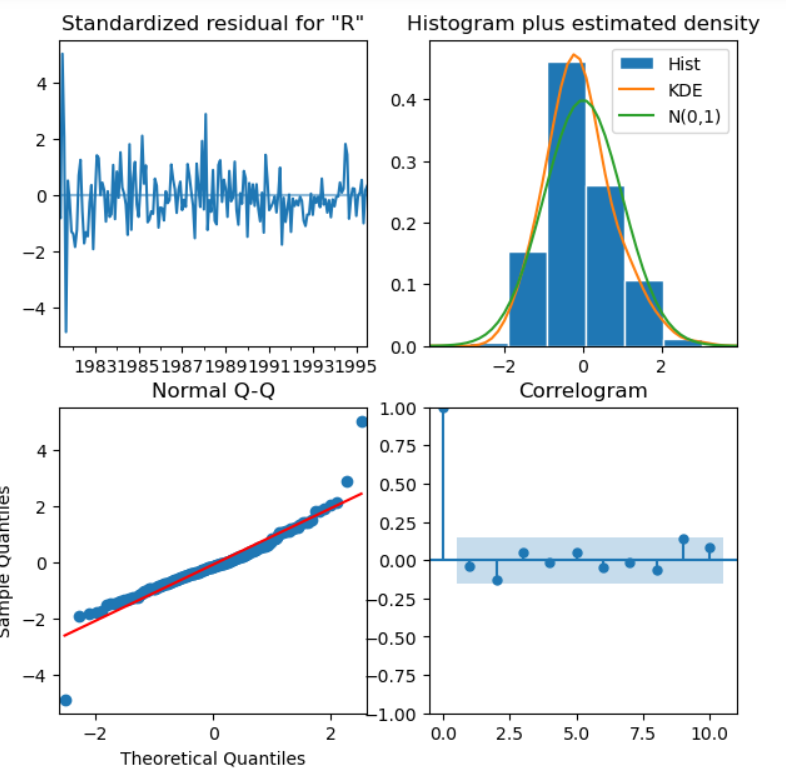 Standardized residual for "R"
4
2
0
−2
−4
1983198519871989199119931995
Histogram plus estimated density
Hist
KDE
N(0,1)
0.4
0.3
0.2
0.1
0.0
−2 0 2
Normal Q-Q
Sample Quantiles
4
2
0
−2
−4
−2 0 2
Theoretical Quantiles
Correlogram
1.00
0.75
0.50
0.25
0.00
−0.25
−0.50
−0.75
−1.00
0.0 2.5 5.0 7.5 10.0